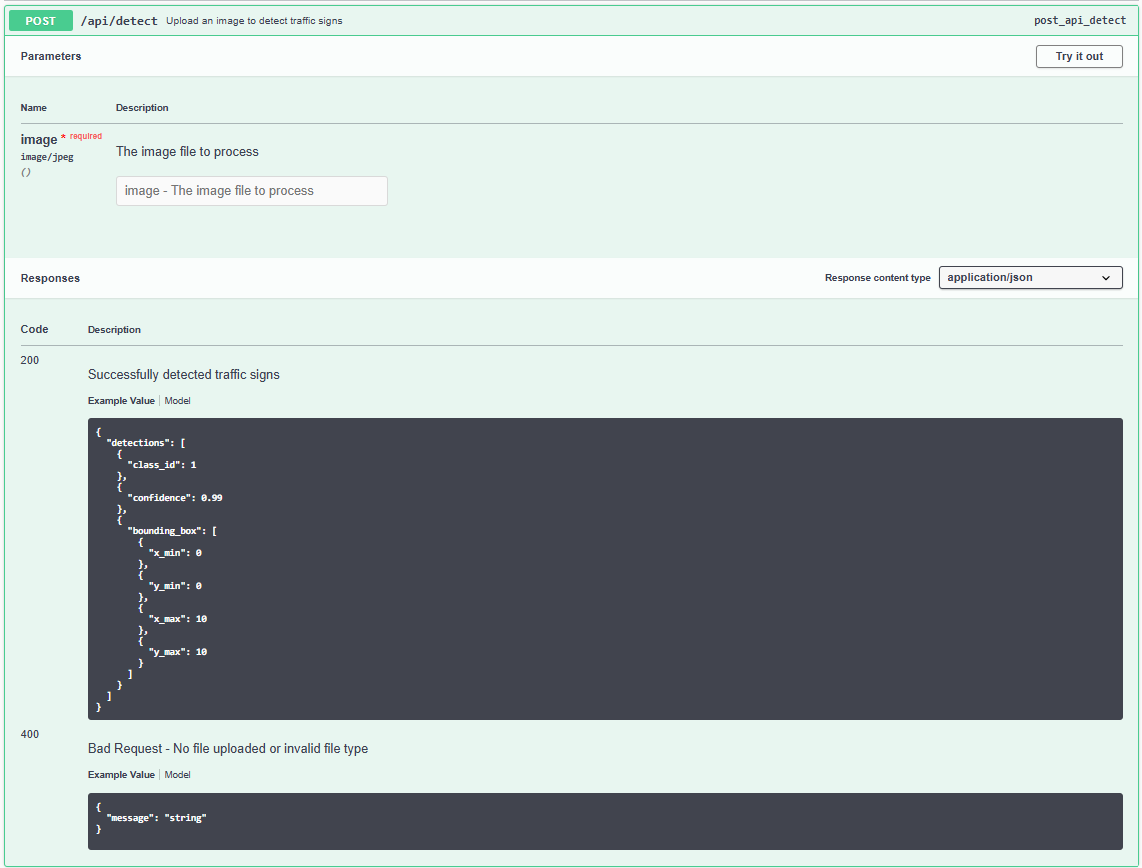 POST /api/detect Upload an image to detect traffic signs post_api_detect
Parameters Try it out
Name Description
image * required
image/jpeg
()
The image file to process
image - The image file to process
Responses Response content type application/json
Code Description
200
Successfully detected traffic signs
Example Value | Model
{
  "detections": [
    {
      "class_id": 1
    },
    {
      "confidence": 0.99
    },
    {
      "bounding_box": [
        {
          "x_min": 0
        },
        {
          "y_min": 0
        },
        {
          "x_max": 10
        },
        {
          "y_max": 10
        }
      ]
    }
  ]
}
400
Bad Request - No file uploaded or invalid file type
Example Value | Model
{
  "message": "string"
}